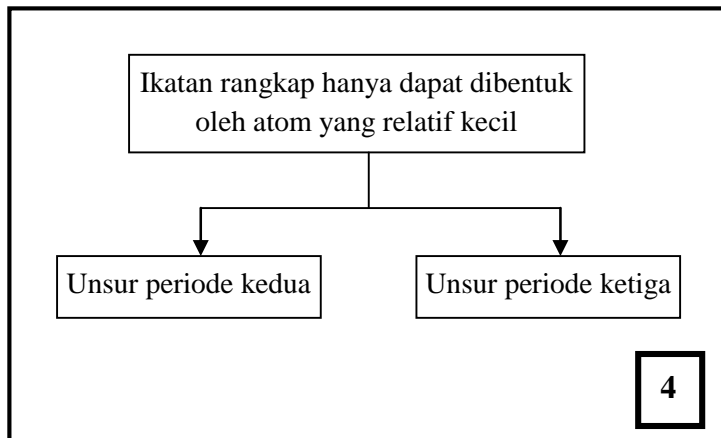 Ikatan rangkap hanya dapat dibentuk
oleh atom yang relatif kecil
Unsur periode kedua
Unsur periode ketiga
4